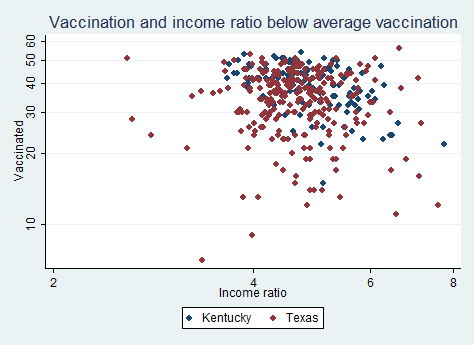 Vaccination and income ratio below average vaccination
Vaccinated
60
50
40
30
20
10
2
4
6
8
Income ratio
Kentucky
Texas